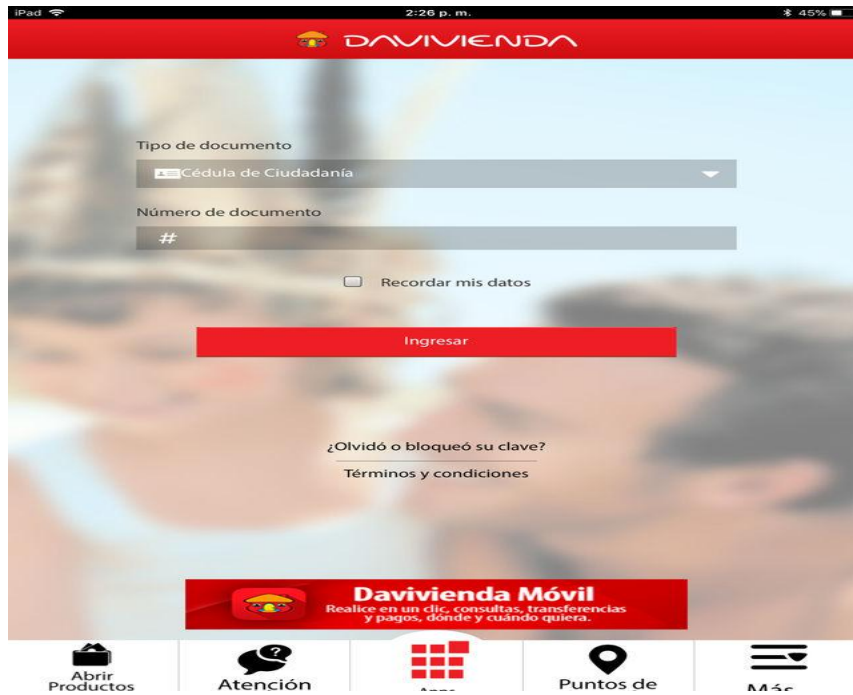 iPad 2:26 p. m. 45%
DAVIVIENDA
Tipo de documento
Cédula de Ciudadanía
Número de documento
#
Recordar mis datos
Ingresar
¿Olvidó o bloqueó su clave?
Términos y condiciones
Davivienda Móvil
Realice en un clic, consultas, transferencias
y pagos, dónde y cuándo quiera.
Abrir
Productos
Atención
Apps
Puntos de
Más